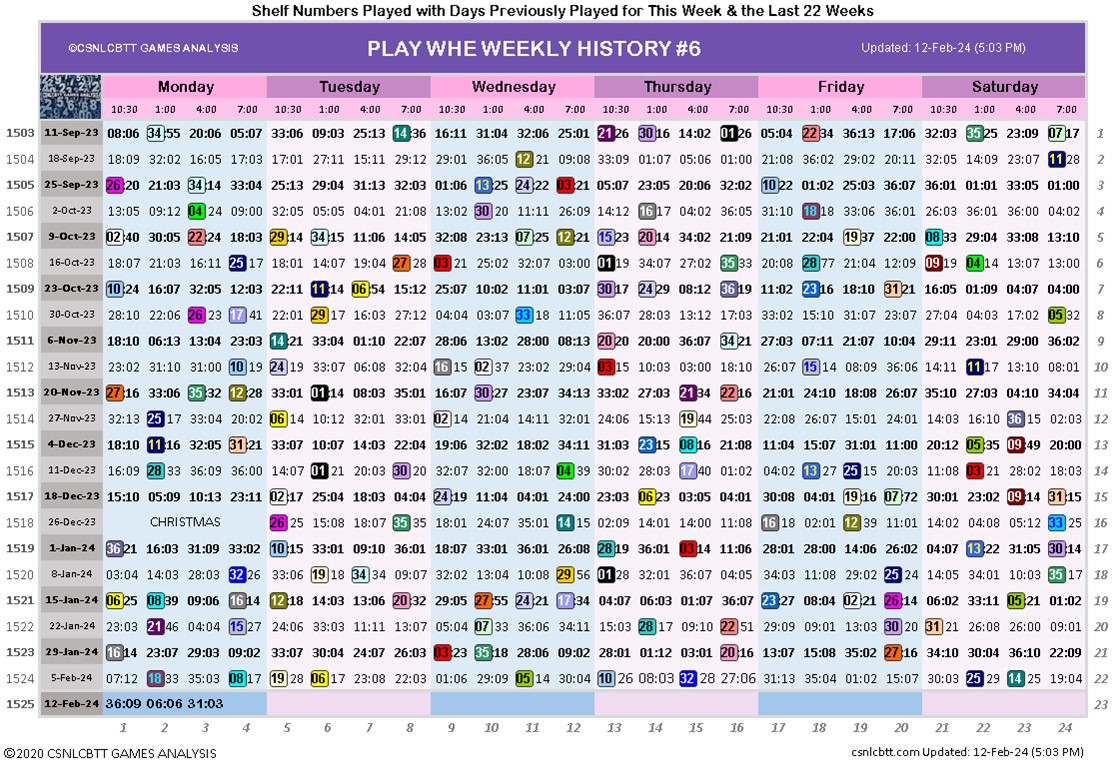 Shelf Numbers Played with Days Previously Played for This Week & the Last 22 Weeks
©CSNLCBTT GAMES ANALYSIS PLAY WHE WEEKLY HISTORY #6 Updated: 12-Feb-24 (5:03 PM)
Monday Tuesday Wednesday Thursday Friday Saturday
10:30 1:00 4:00 7:00 10:30 1:00 4:00 7:00 10:30 1:00 4:00 7:00 10:30 1:00 4:00 7:00 10:30 1:00 4:00 7:00 10:30 1:00 4:00 7:00
1503 11-Sep-23 08:06 34:55 20:06 05:07 33:06 09:03 25:13 14:36 16:11 31:04 32:06 25:01 21:26 30:16 14:02 01:26 05:04 22:34 36:13 17:06 32:03 35:25 23:09 07:17 1
1504 18-Sep-23 18:09 32:02 16:05 17:03 17:01 27:11 15:11 29:12 29:01 36:05 12 21 09:08 33:09 01:07 05:06 01:00 21:08 36:02 29:02 20:11 32:05 14:09 23:07 11 28 2
1505 25-Sep-23 26:20 21:03 34:14 33:04 25:13 29:04 31:13 32:03 01:06 13:25 24:22 03:21 05:07 23:05 20:06 32:02 10:22 01:02 25:03 07:03 36:01 01:01 33:05 01:00 3
1506 2-Oct-23 13:05 09:12 04 24 09:00 32:05 05:05 04:01 21:08 13:02 30 20 11:11 26:09 14:12 16 17 04:02 36:05 31:10 18 18 33:06 36:01 26:03 36:01 36:00 04:02 4
1507 9-Oct-23 02:40 30:05 22:24 18:03 29:14 34:15 11:06 14:05 32:08 23:13 07:25 12:21 15:23 20:14 34:02 21:09 21:01 22:04 19:37 22:00 08:33 29:04 33:08 13:10 5
1508 16-Oct-23 18:07 21:03 16:11 25 17 18:01 14:07 19:04 27 28 03 21 25:02 32:07 03:00 01 19 34:07 27:02 35 33 20:08 28 77 21:04 12:09 09 19 04 14 13:07 13:00 6
1509 23-Oct-23 10:24 16:07 32:05 12:03 22:11 11:14 06:54 15:12 25:07 10:02 11:01 03:07 30:17 24:29 08:12 36:19 11:08 23:16 18:10 31:21 16:05 01:09 04:07 04:00 7
1510 30-Oct-23 28:10 22:06 26 23 17 41 22:01 29 17 16:03 27:12 04:04 03:07 33 18 11:05 36:07 28:03 13:12 17:03 33:02 15:10 31:07 23:07 27:04 04:03 17:02 05 32 8
1511 6-Nov-23 18:10 06:13 13:04 23:03 14:21 33:04 01:10 22:07 28:06 13:02 28:00 08:13 20:20 20:00 36:07 34:21 27:03 07:11 21:07 10:04 29:11 23:01 29:00 36:02 9
1512 13-Nov-23 23:02 31:10 31:00 10 19 24 19 33:07 06:08 32:04 16 15 02 37 23:02 29:04 03 15 10:03 03:00 18:10 26:07 15 14 08:09 36:06 14:11 11 17 13:10 08:01 10
1513 20-Nov-23 27:16 33:06 35:32 12:28 33:01 01:14 08:03 35:01 16:07 30:27 23:07 34:13 33:02 27:03 21:34 22:16 21:01 24:10 18:08 26:07 35:10 27:03 04:10 34:04 11
1514 27-Nov-23 32:13 25 17 33:04 20:02 06 14 10:12 32:01 33:01 02 14 21:04 14:11 32:01 24:06 15:13 19 44 25:03 22:08 26:07 15:01 24:01 14:03 16:10 36 15 02:03 12
1515 4-Dec-23 18:10 11:16 32:05 31:21 33:07 10:07 14:03 22:04 19:06 32:02 18:02 34:11 31:03 23:15 08:16 21:08 11:04 15:07 13:01 11:00 20:12 05:35 09:49 20:00 13
1516 11-Dec-23 16:09 28 33 36:09 36:00 14:07 01 21 20:03 30 20 32:07 32:00 18:07 04 39 30:02 28:03 17 40 01:02 04:02 13 27 25 15 20:03 11:08 03 21 28:02 18:03 14
1517 18-Dec-23 15:10 05:09 10:13 23:11 02:17 25:04 18:03 04:04 24:19 11:04 04:01 24:00 23:03 06:23 03:05 04:01 30:08 04:01 19:16 07:72 30:01 23:02 09:14 31:15 15
1518 26-Dec-23 CHRISTMAS 26 25 15:08 18:07 35 35 18:01 24:07 35:01 14 15 02:09 14:01 14:00 11:08 16 18 02:01 12 39 11:01 14:02 04:08 05:12 33 25 16
1519 1-Jan-24 36:21 16:03 31:09 33:02 10:15 33:01 09:10 36:01 18:07 33:01 36:01 26:08 28:19 36:01 03:14 11:06 28:01 28:00 14:06 26:02 04:07 13:22 31:05 30:14 17
1520 8-Jan-24 03:04 14:03 28:03 32 26 33:06 19 18 34 34 09:07 32:02 13:04 10:08 29 56 01 28 32:01 36:07 04:05 34:03 11:08 29:02 25 24 14:05 34:01 10:03 35 18 18
1521 15-Jan-24 06:25 08:39 09:06 16:14 12:18 14:03 13:06 20:32 29:05 27:55 24:21 17:34 04:07 06:03 01:07 36:07 23:27 08:04 02:21 26:14 06:02 33:11 05:21 01:02 19
1522 22-Jan-24 23:03 21 46 04:04 15 27 24:06 33:03 11:11 13:07 05:04 07 33 36:06 34:11 15:03 28 17 09:10 22 51 29:09 09:01 13:03 30 20 31 21 26:08 26:00 09:01 20
1523 29-Jan-24 16:14 23:07 29:03 09:02 33:07 30:04 24:07 26:03 03:23 35:18 28:06 09:02 28:01 01:12 03:01 20:16 13:07 15:08 35:02 27:16 34:10 30:04 36:10 22:09 21
1524 5-Feb-24 07:12 18 33 35:03 08 17 19 28 06 17 23:08 22:09 01:06 29:09 05 14 30:04 10 26 08:03 32 28 27:06 31:13 35:04 01:02 15:07 30:03 25 29 14 25 19:04 22
1525 12-Feb-24 36:09 06:06 31:03 23
1 2 3 4 5 6 7 8 9 10 11 12 13 14 15 16 17 18 19 20 21 22 23 24
©2020 CSNLCBTT GAMES ANALYSIS csnlcbtt.com Updated: 12-Feb-24 (5:03 PM)